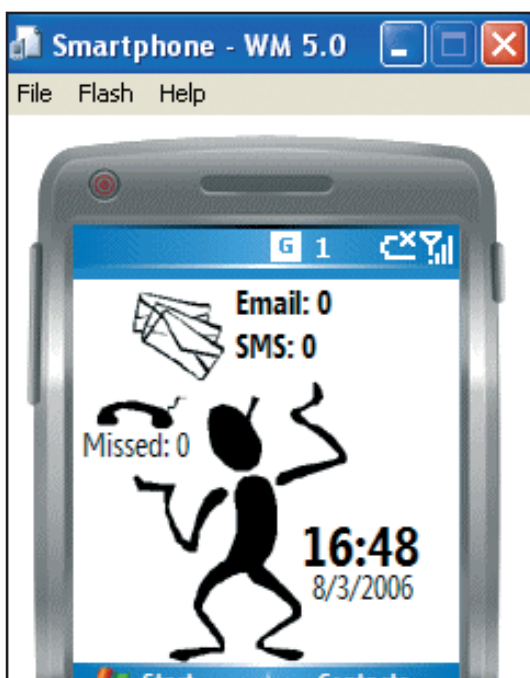 Smartphone - WM 5.0
File Flash Help
G 1
Email: 0
SMS: 0
Missed: 0
16:48
8/3/2006